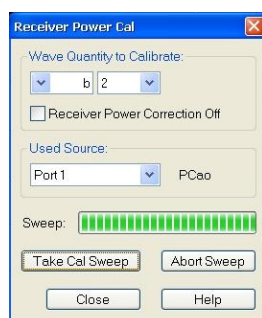 Receiver Power Cal
Wave Quantity to Calibrate:
b 2
Receiver Power Correction Off
Used Source:
Port 1 PCao
Sweep:
Take Cal Sweep Abort Sweep
Close Help